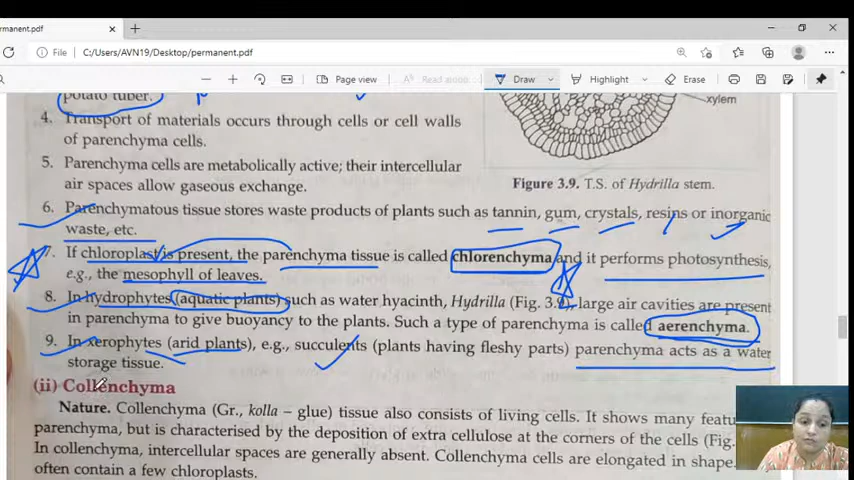 permanent.pdf
File C:/Users/AVN19/Desktop/permanent.pdf
Page view Read aloud Draw Highlight Erase
potato tuber.
xylem
4. Transport of materials occurs through cells or cell walls
of parenchyma cells.
5. Parenchyma cells are metabolically active; their intercellular
air spaces allow gaseous exchange.
Figure 3.9. T.S. of Hydrilla stem.
6. Parenchymatous tissue stores waste products of plants such as tannin, gum, crystals, resins or inorganic
waste, etc.
7. If chloroplast is present, the parenchyma tissue is called chlorenchyma and it performs photosynthesis,
e.g., the mesophyll of leaves.
8. In hydrophytes (aquatic plants) such as water hyacinth, Hydrilla (Fig. 3.9), large air cavities are present
in parenchyma to give buoyancy to the plants. Such a type of parenchyma is called aerenchyma.
9. In xerophytes (arid plants), e.g., succulents (plants having fleshy parts) parenchyma acts as a water
storage tissue.
(ii) Collenchyma
Nature. Collenchyma (Gr., kolla – glue) tissue also consists of living cells. It shows many
parenchyma, but is characterised by the deposition of extra cellulose at the corners of the cells (Fig.
In collenchyma, intercellular spaces are generally absent. Collenchyma cells are elongated in shape.
often contain a few chloroplasts.